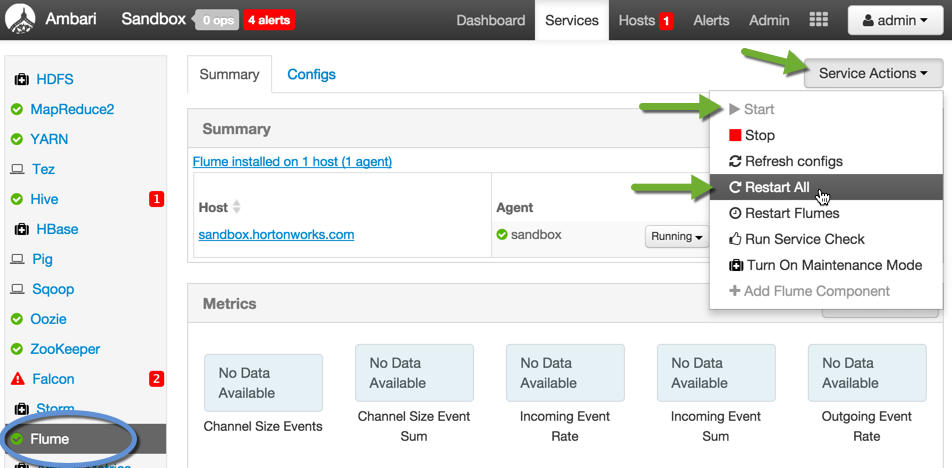 Ambari Sandbox 0 ops 4 alerts Dashboard Services Hosts 1 Alerts Admin admin
HDFS
MapReduce2
YARN
Tez
Hive 1
HBase
Pig
Sqoop
Oozie
ZooKeeper
Falcon 2
Storm
Flume
Summary Configs
Service Actions
Start
Stop
Refresh configs
Restart All
Restart Flumes
Run Service Check
Turn On Maintenance Mode
Add Flume Component
Summary
Flume installed on 1 host (1 agent)
Host Agent
sandbox.hortonworks.com sandbox Running
Metrics
No Data
Available
Channel Size Events
No Data
Available
Channel Size Event
Sum
No Data
Available
Incoming Event
Rate
No Data
Available
Incoming Event
Sum
No Data
Available
Outgoing Event
Rate